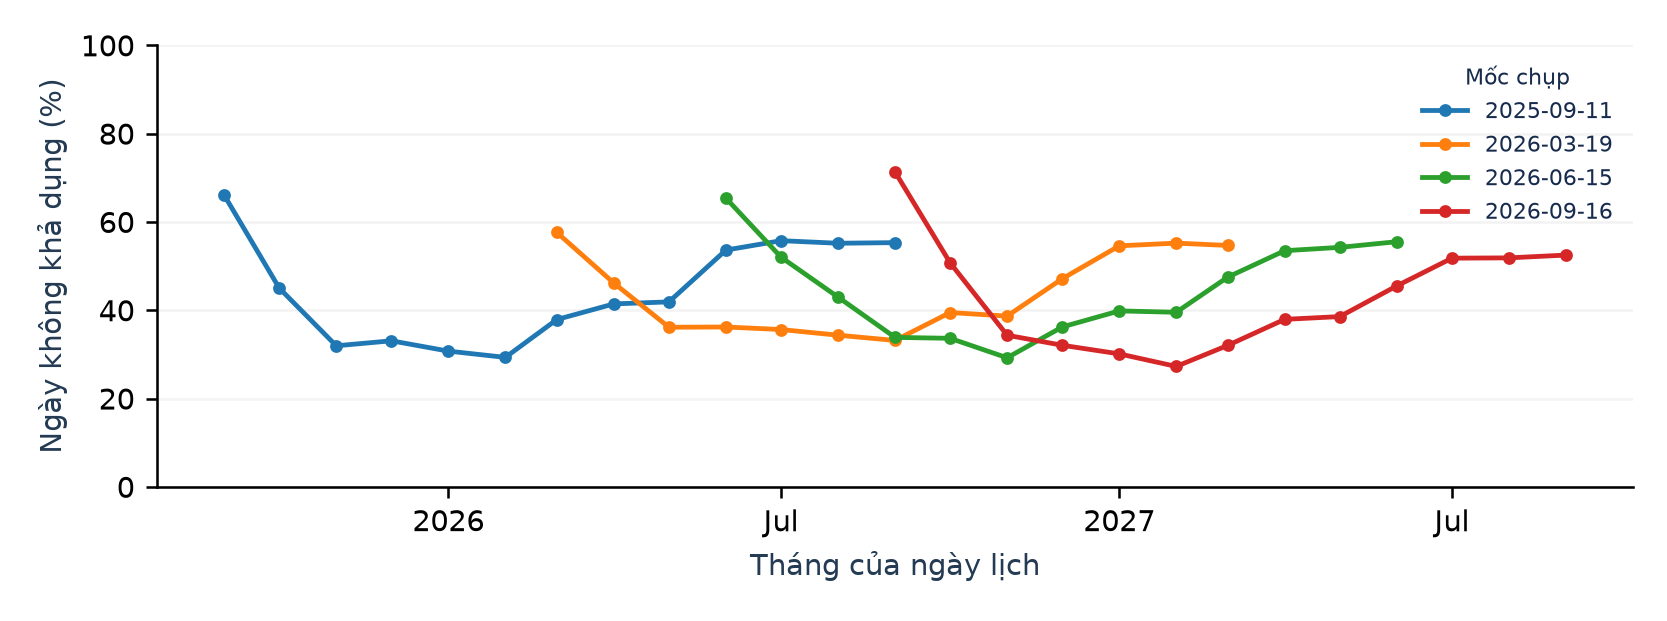 Ngày không khả dụng (%)
100
80
60
40
20
0
Mốc chụp
2025-09-11
2026-03-19
2026-06-15
2026-09-16
2026
Jul
2027
Jul
Tháng của ngày lịch